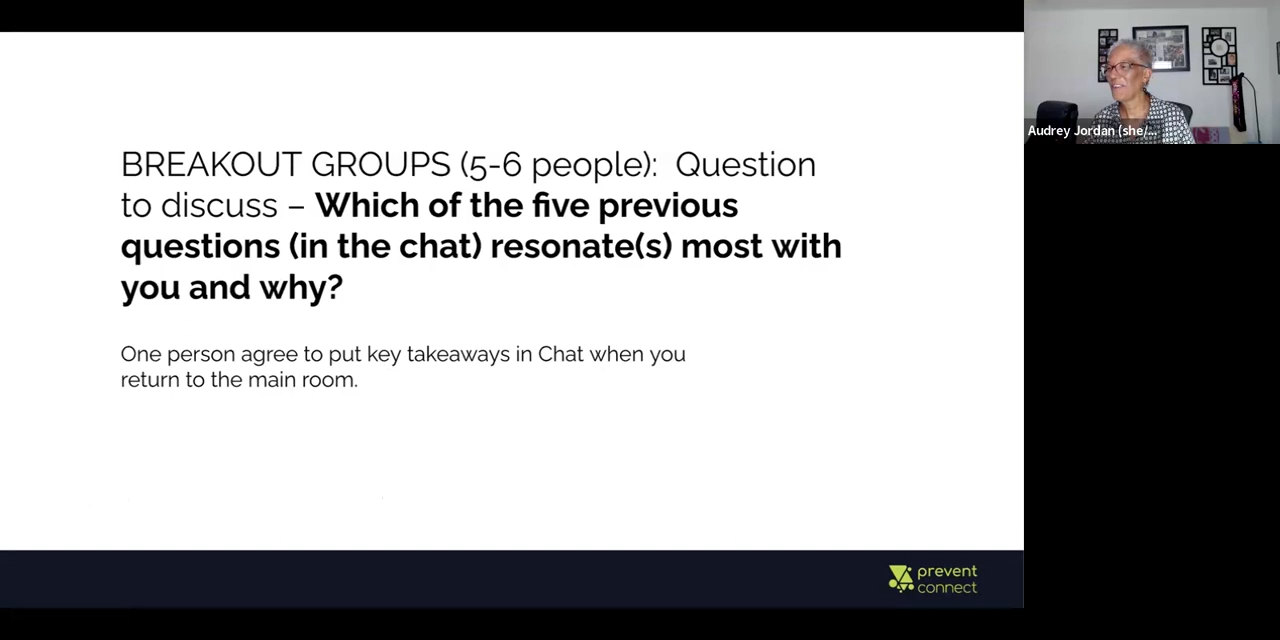 BREAKOUT GROUPS (5-6 people):  Question
to discuss – Which of the five previous
questions (in the chat) resonate(s) most with
you and why?
One person agree to put key takeaways in Chat when you
return to the main room.
Audrey Jordan (she/...
prevent
connect